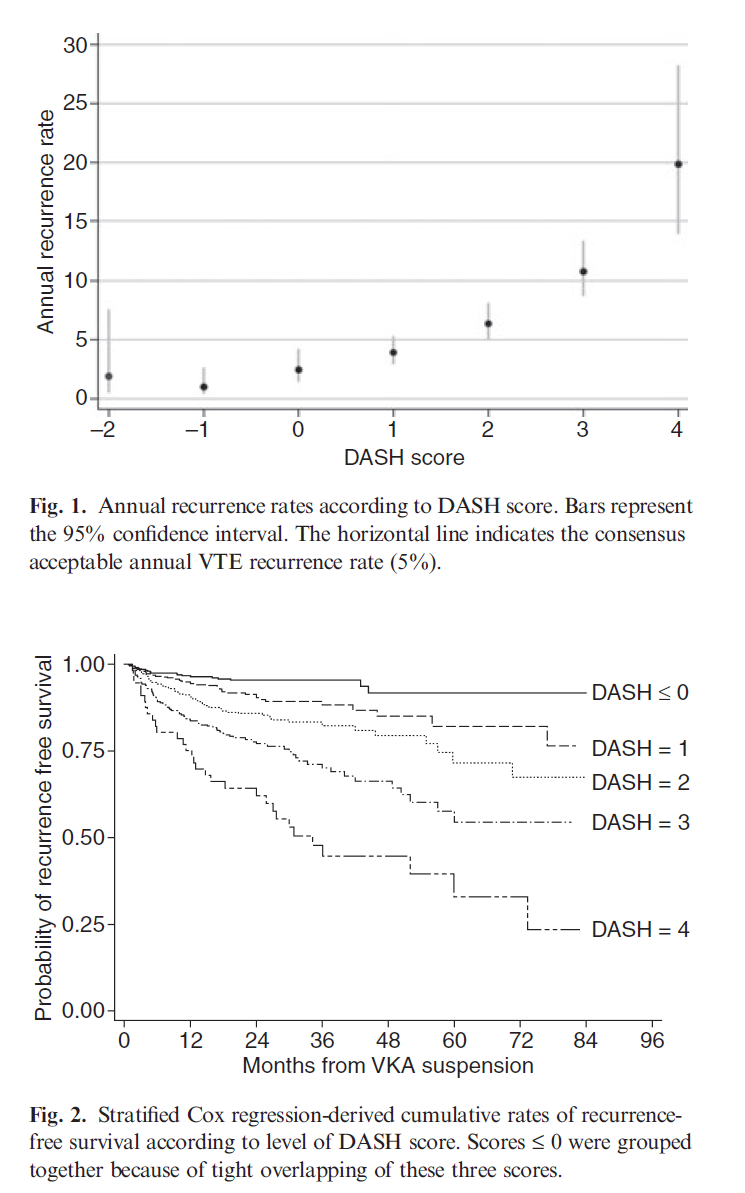 30
25
20
15
10
5
0
Annual recurrence rate
−2 −1 0 1 2 3 4
DASH score
Fig. 1. Annual recurrence rates according to DASH score. Bars represent
the 95% confidence interval. The horizontal line indicates the consensus
acceptable annual VTE recurrence rate (5%).
1.00
0.75
0.50
0.25
0.00
Probability of recurrence free survival
DASH ≤ 0
DASH = 1
DASH = 2
DASH = 3
DASH = 4
0 12 24 36 48 60 72 84 96
Months from VKA suspension
Fig. 2. Stratified Cox regression-derived cumulative rates of recurrence-
free survival according to level of DASH score. Scores ≤ 0 were grouped
together because of tight overlapping of these three scores.